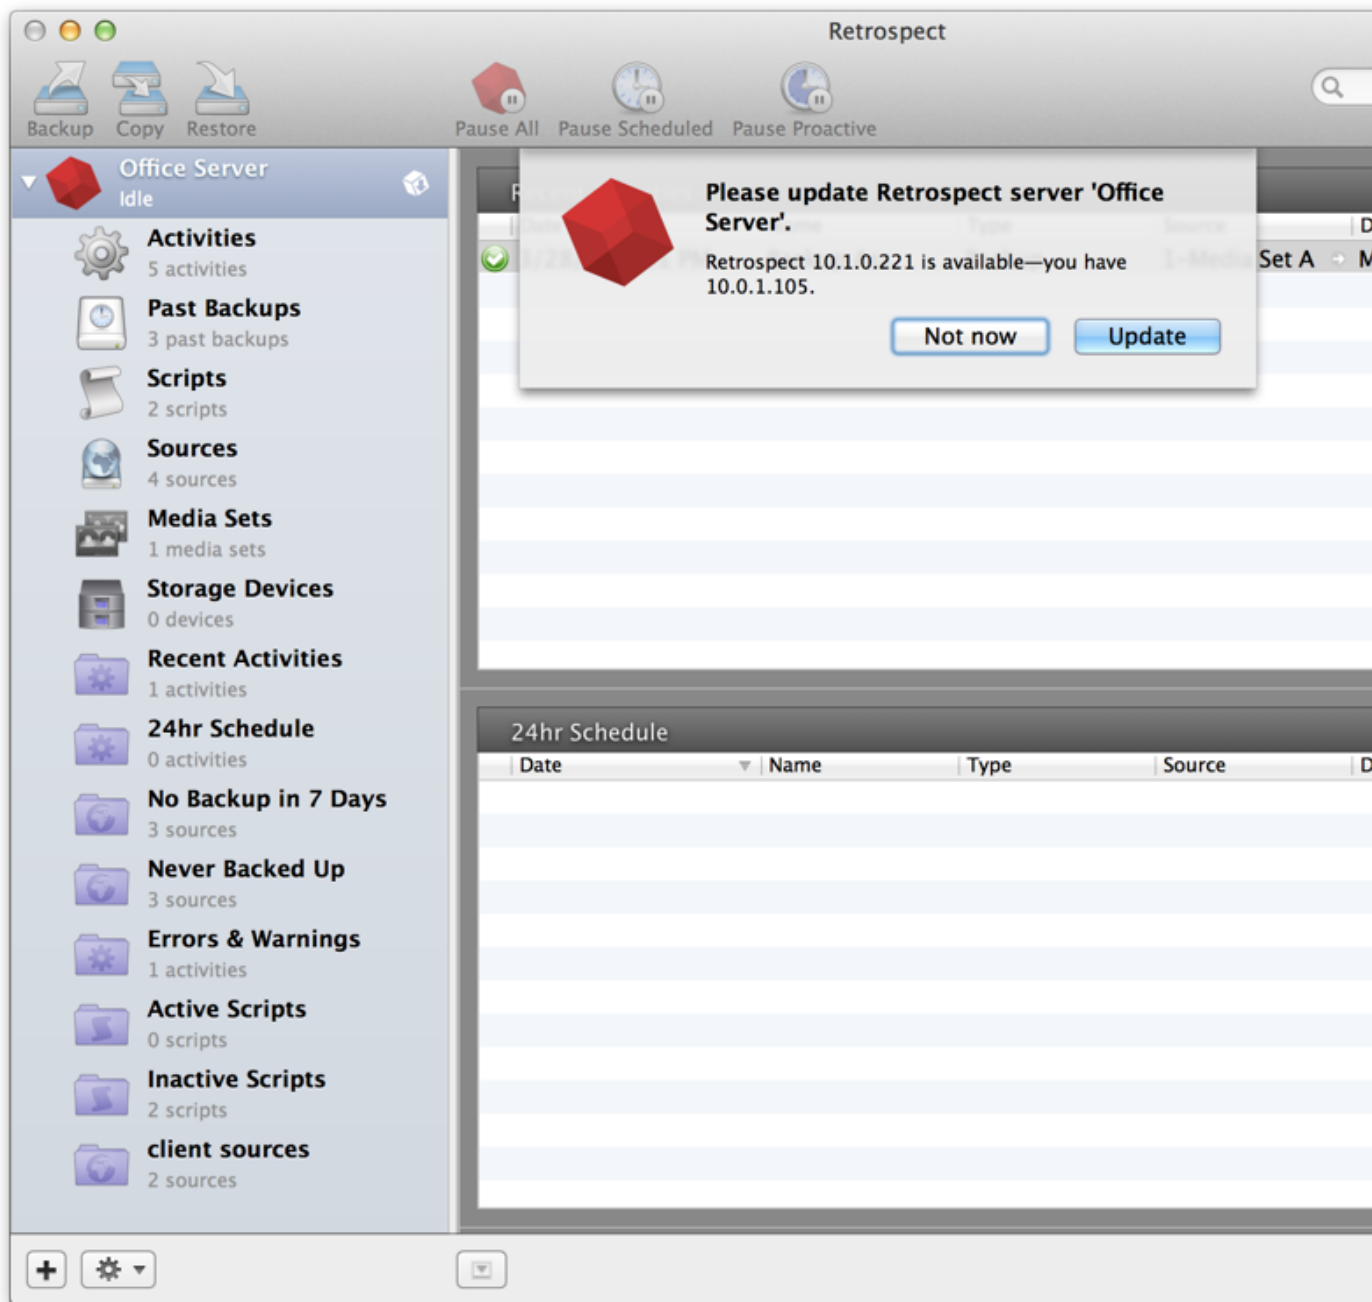 Retrospect
Backup Copy Restore
Pause All Pause Scheduled Pause Proactive
Office Server
Idle
Activities
5 activities
Past Backups
3 past backups
Scripts
2 scripts
Sources
4 sources
Media Sets
1 media sets
Storage Devices
0 devices
Recent Activities
1 activities
24hr Schedule
0 activities
No Backup in 7 Days
3 sources
Never Backed Up
3 sources
Errors & Warnings
1 activities
Active Scripts
0 scripts
Inactive Scripts
2 scripts
client sources
2 sources
Please update Retrospect server 'Office
Server'.
Retrospect 10.1.0.221 is available—you have
10.0.1.105.
Not now Update
Type Source D
1-Media Set A M
24hr Schedule
Date Name Type Source D